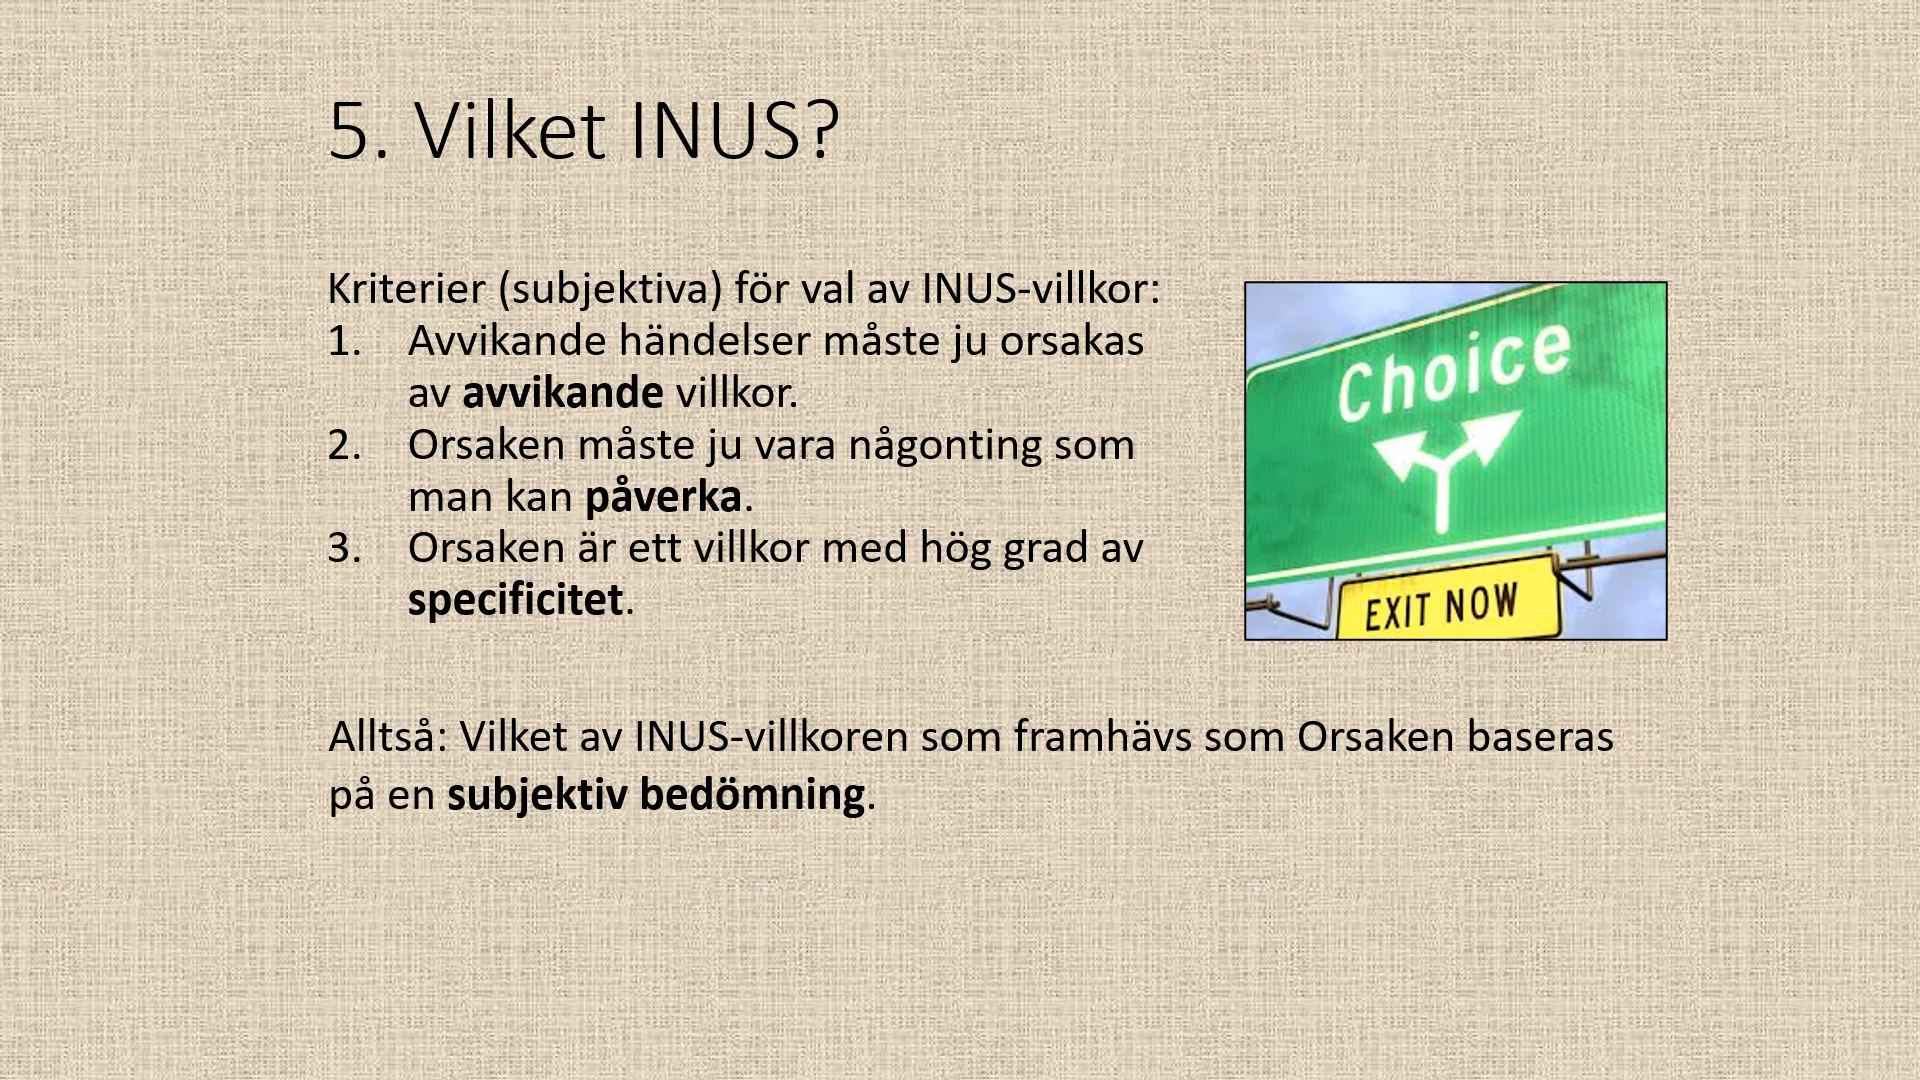 5. Vilket INUS?
Kriterier (subjektiva) för val av INUS-villkor:
1. Avvikande händelser måste ju orsakas
av avvikande villkor.
2. Orsaken måste ju vara någonting som
man kan påverka.
3. Orsaken är ett villkor med hög grad av
specificitet.
Choice
EXIT NOW
Alltså: Vilket av INUS-villkoren som framhävs som Orsaken baseras
på en subjektiv bedömning.